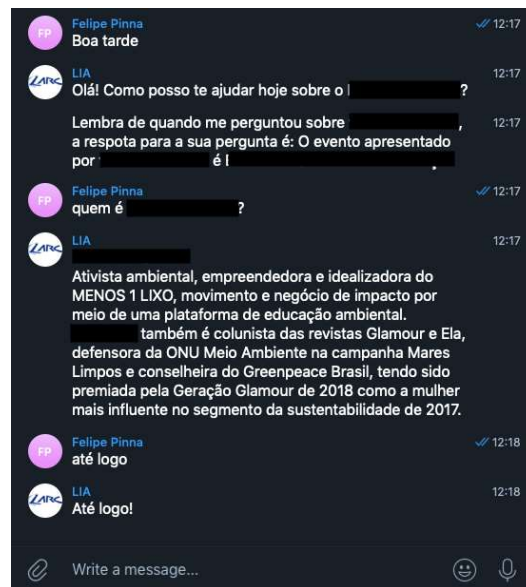 FP
Felipe Pinna
12:17
Boa tarde
LARC
LIA
12:17
Olá! Como posso te ajudar hoje sobre o
?
Lembra de quando me perguntou sobre
,
12:17
a respota para a sua pergunta é: O evento apresentado
por
é
FP
Felipe Pinna
12:17
quem é
?
LARC
LIA
12:17
Ativista ambiental, empreendedora e idealizadora do
MENOS 1 LIXO, movimento e negócio de impacto por
meio de uma plataforma de educação ambiental.
também é colunista das revistas Glamour e Ela,
defensora da ONU Meio Ambiente na campanha Mares
Limpos e conselheira do Greenpeace Brasil, tendo sido
premiada pela Geração Glamour de 2018 como a mulher
mais influente no segmento da sustentabilidade de 2017.
FP
Felipe Pinna
12:18
até logo
LARC
LIA
12:18
Até logo!
Write a message...